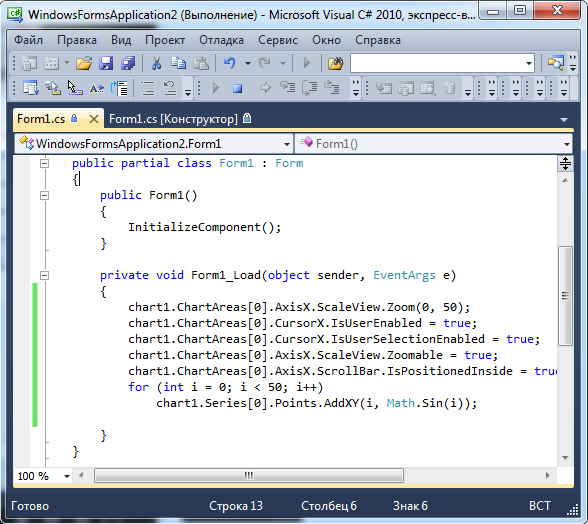 WindowsFormsApplication2 (Выполнение) - Microsoft Visual C# 2010, экспресс-в...
Файл Правка Вид Проект Отладка Сервис Окно Справка
Form1.cs Form1.cs [Конструктор]
WindowsFormsApplication2.Form1 Form1()
public partial class Form1 : Form
{
public Form1()
{
InitializeComponent();
}
private void Form1_Load(object sender, EventArgs e)
{
chart1.ChartAreas[0].AxisX.ScaleView.Zoom(0, 50);
chart1.ChartAreas[0].CursorX.IsUserEnabled = true;
chart1.ChartAreas[0].CursorX.IsUserSelectionEnabled = true;
chart1.ChartAreas[0].AxisX.ScaleView.Zoomable = true;
chart1.ChartAreas[0].AxisX.ScrollBar.IsPositionedInside = true
for (int i = 0; i < 50; i++)
chart1.Series[0].Points.AddXY(i, Math.Sin(i));
}
}
100 %
Готово Строка 13 Столбец 6 Знак 6 ВСТ